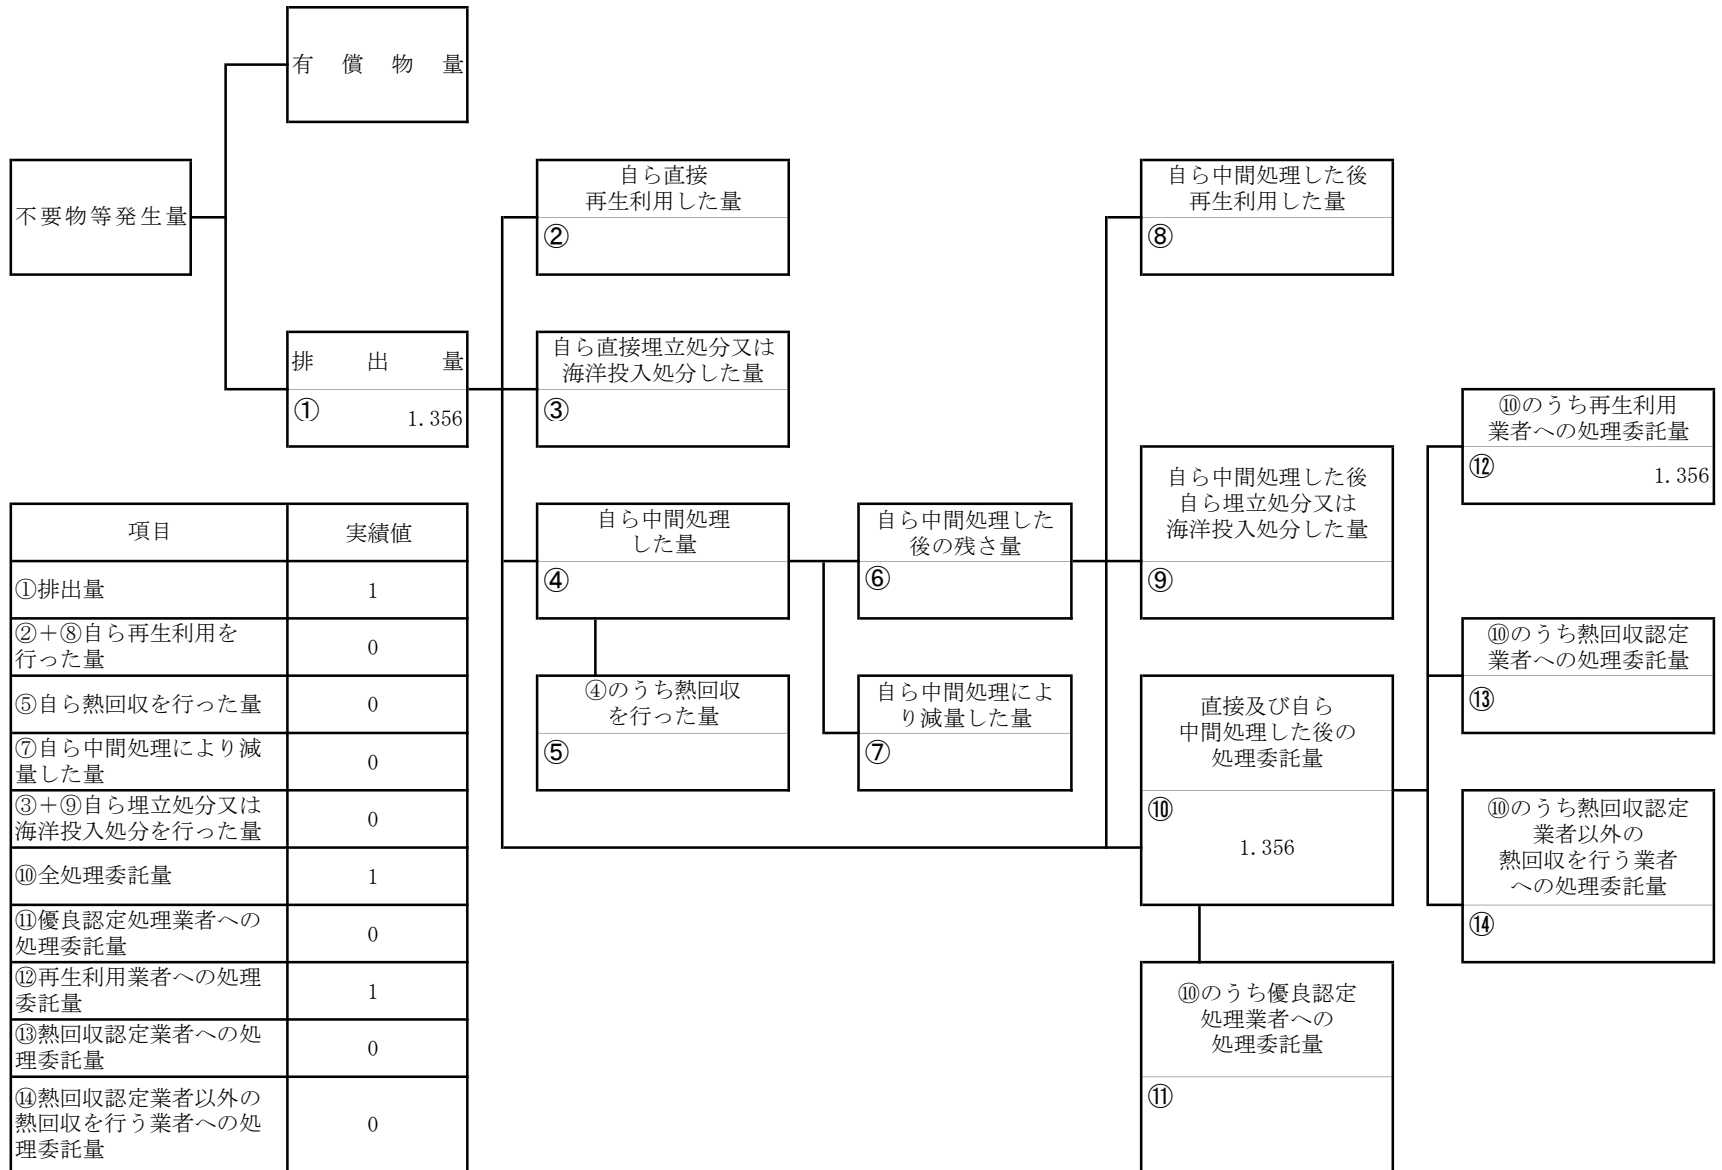 有償物量
不要物等発生量
自ら直接
再生利用した量
②
自ら中間処理した後
再生利用した量
⑧
排出量
① 1.356
自ら直接埋立処分又は
海洋投入処分した量
③
⑩のうち再生利用
業者への処理委託量
⑫ 1.356
自ら中間処理
した量
④
自ら中間処理した
後の残さ量
⑥
自ら中間処理した後
自ら埋立処分又は
海洋投入処分した量
⑨
⑩のうち熱回収認定
業者への処理委託量
⑬
④のうち熱回収
を行った量
⑤
自ら中間処理によ
り減量した量
⑦
直接及び自ら
中間処理した後の
処理委託量
⑩
1.356
⑩のうち熱回収認定
業者以外の
熱回収を行う業者
への処理委託量
⑭
⑩のうち優良認定
処理業者への
処理委託量
⑪
項目 実績値
①排出量 1
②+⑧自ら再生利用を
行った量 0
⑤自ら熱回収を行った量 0
⑦自ら中間処理により減
量した量 0
③+⑨自ら埋立処分又は
海洋投入処分を行った量 0
⑩全処理委託量 1
⑪優良認定処理業者への
処理委託量 0
⑫再生利用業者への処理
委託量 1
⑬熱回収認定業者への処
理委託量 0
⑭熱回収認定業者以外の
熱回収を行う業者への処
理委託量 0